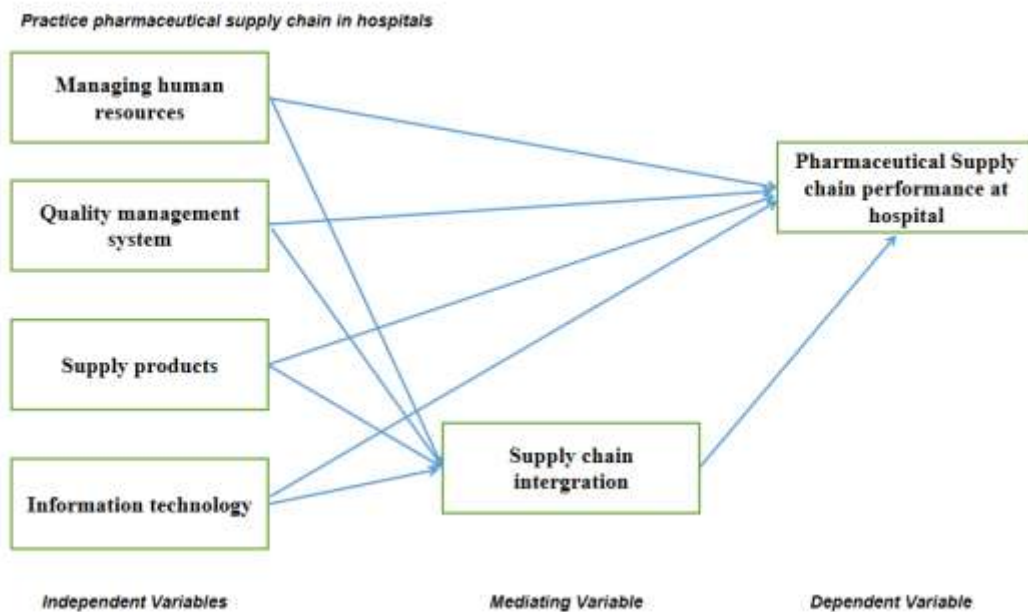 Practice pharmaceutical supply chain in hospitals
Managing human
resources
Quality management
system
Supply products
Information technology
Supply chain
intergration
Pharmaceutical Supply
chain performance at
hospital
Independent Variables
Mediating Variable
Dependent Variable